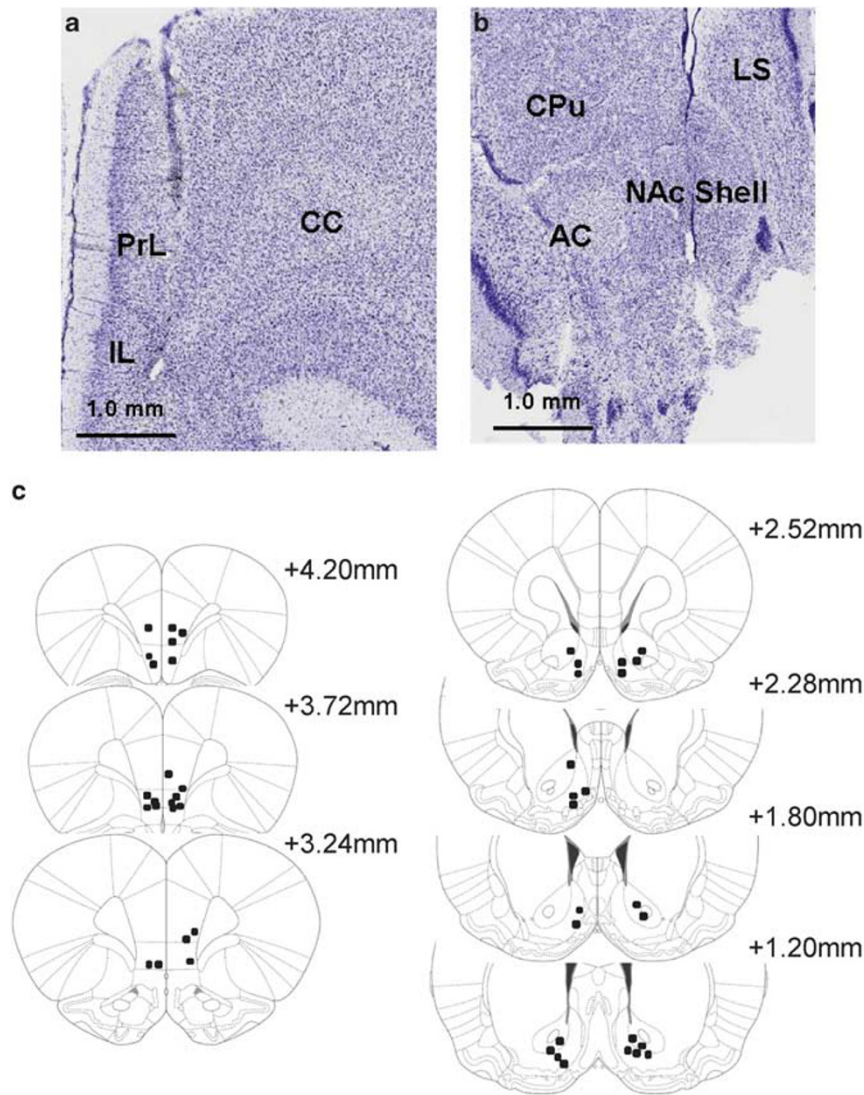 a
PrL
CC
IL
1.0 mm
b
LS
CPu
NAc Shell
AC
1.0 mm
c
+4.20mm
+3.72mm
+3.24mm
+2.52mm
+2.28mm
+1.80mm
+1.20mm